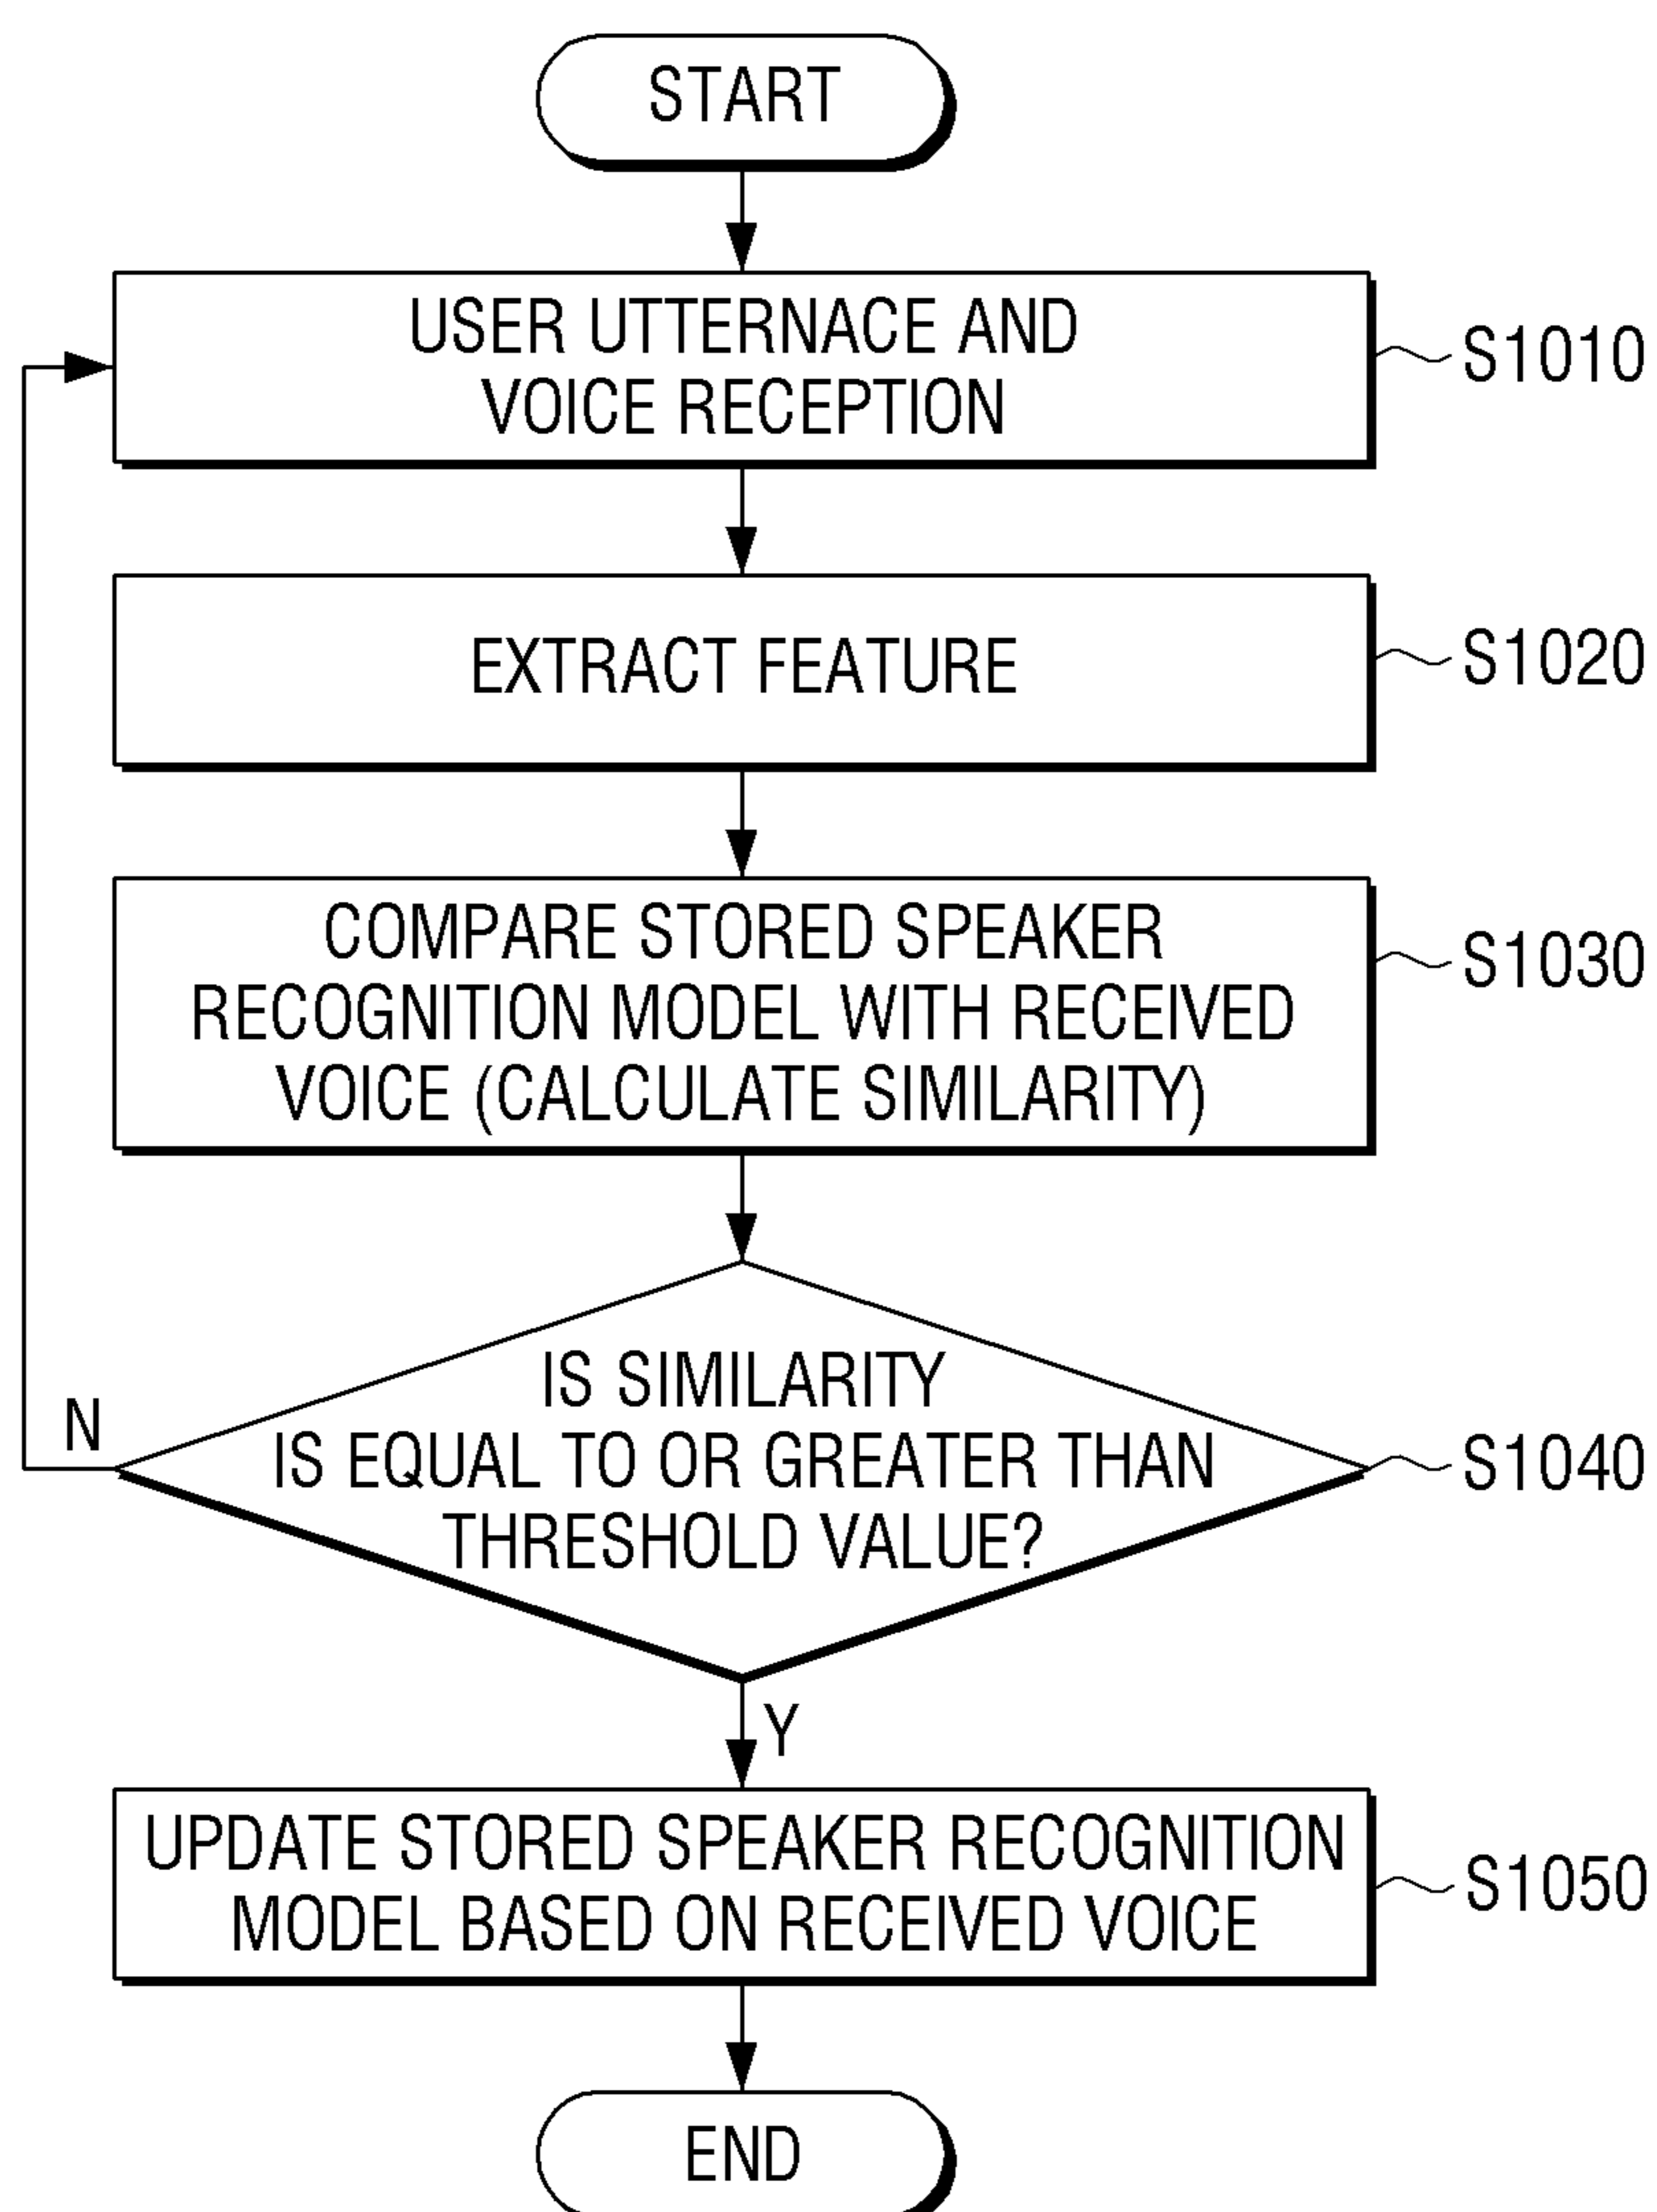 START
USER UTTERNACE AND
VOICE RECEPTION
S1010
EXTRACT FEATURE
S1020
COMPARE STORED SPEAKER
RECOGNITION MODEL WITH RECEIVED
VOICE (CALCULATE SIMILARITY)
S1030
IS SIMILARITY
IS EQUAL TO OR GREATER THAN
THRESHOLD VALUE?
S1040
N
Y
UPDATE STORED SPEAKER RECOGNITION
MODEL BASED ON RECEIVED VOICE
S1050
END